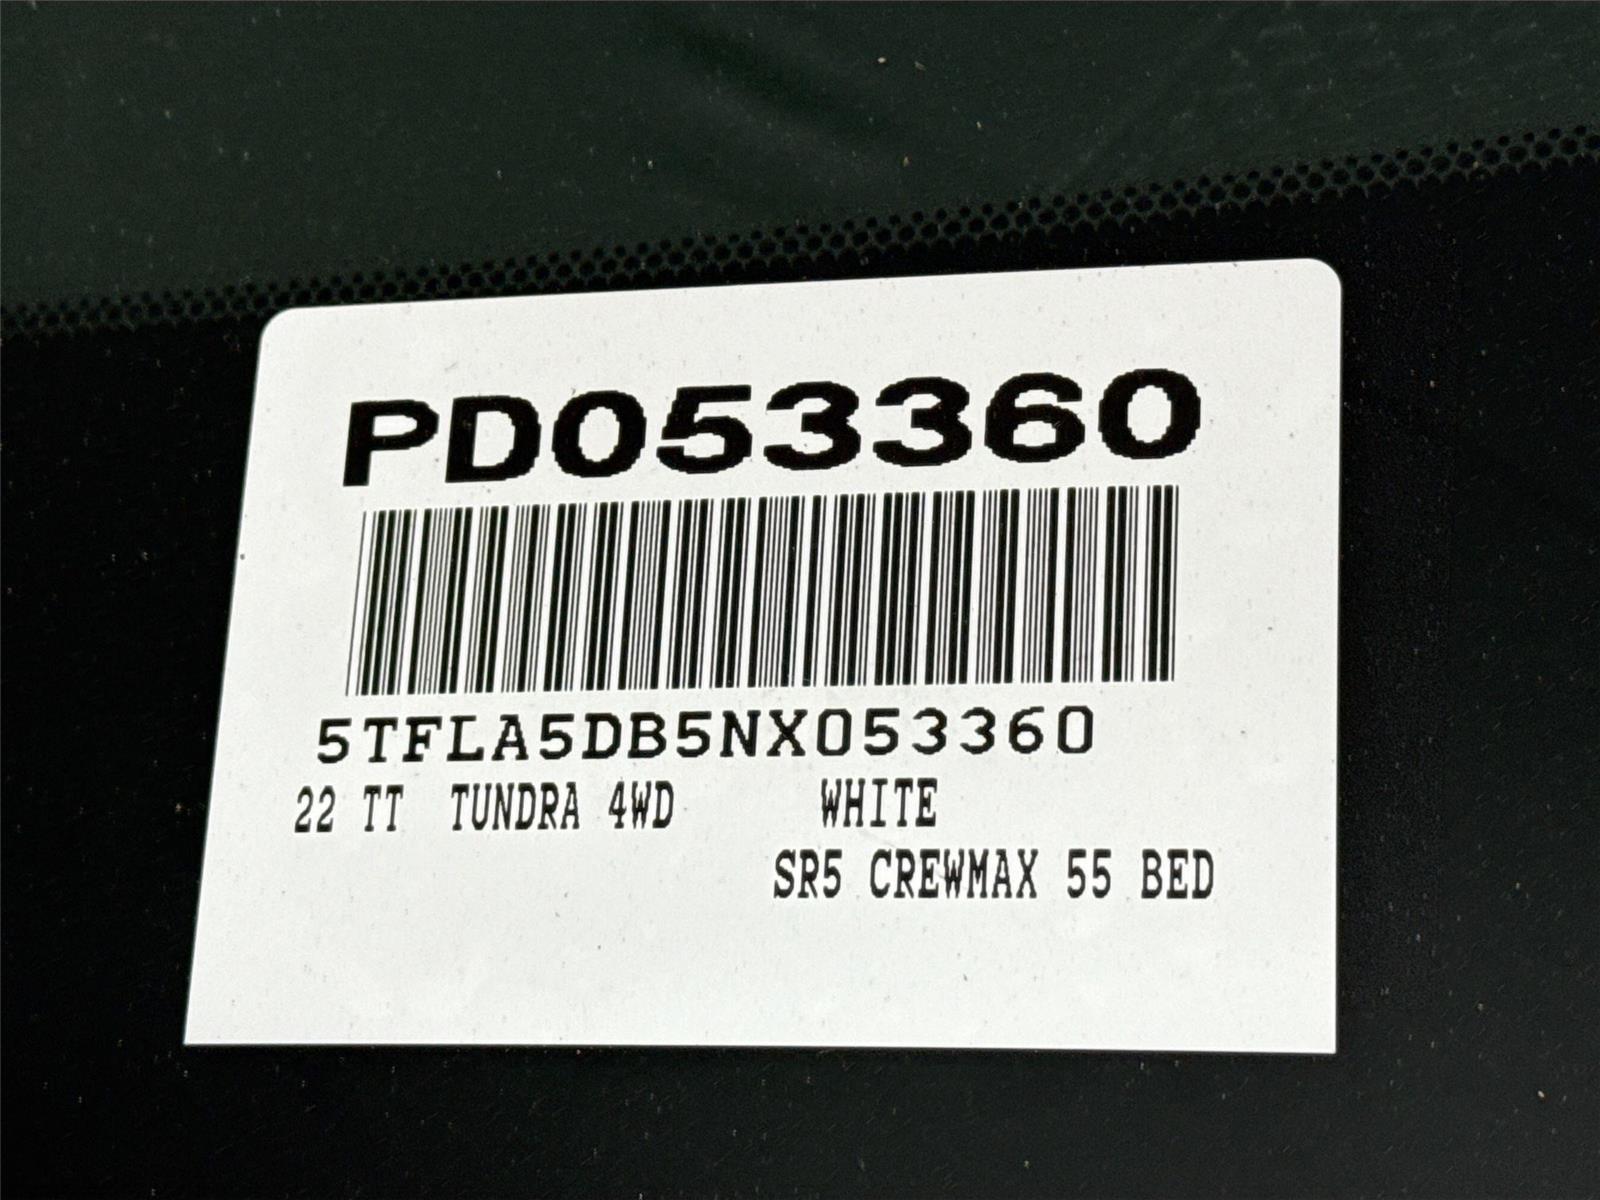 PD053360
5TFLA5DB5NX053360
22 TT TUNDRA 4WD WHITE
SR5 CREWMAX 55 BED